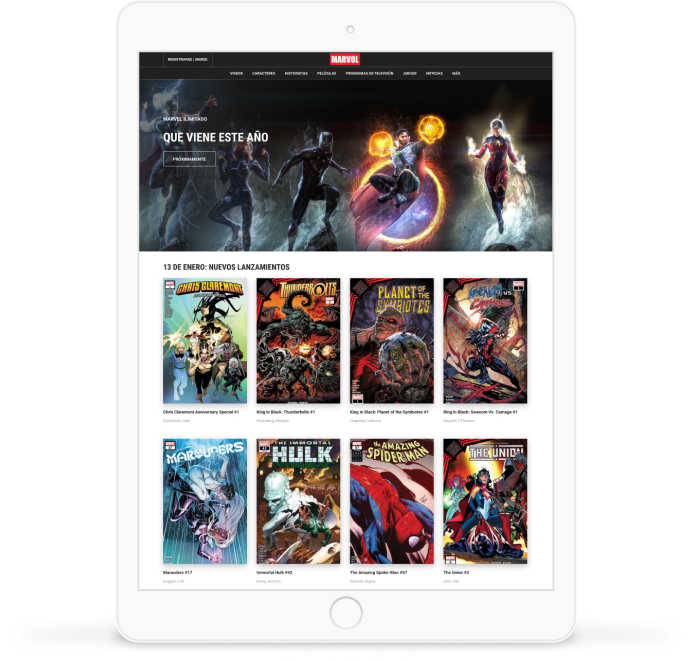 REGISTRARSE / UNIRSE
MARVOL
VIDEOS CARACTERES HISTORIETAS PELÍCULAS PROGRAMAS DE TELEVISIÓN JUEGOS NOTICIAS MÁS
MARVEL ILIMITADO
QUE VIENE ESTE AÑO
PRÓXIMAMENTE
13 DE ENERO: NUEVOS LANZAMIENTOS
CHRIS CLAREMONT
THUNDERBOLTS
PLANET OF THE SYMBIOTES
VS.
Chris Claremont Anniversary Special #1
King in Black: Thunderbolts #1
King in Black: Planet of the Symbiotes #1
King in Black: Gwenom Vs. Carnage #1
Claremont, Chris
Rosenberg, Ferreira
Chapman, Vilanova
MARAUDERS
THE IMMORTAL HULK
the AMAZING SPIDER-MAN
THE UNION
Marauders #17
Immortal Hulk #42
The Amazing Spider-Man #57
The Union #2
Duggan, Lolli
Ewing, Bennett
Spencer, Bagley